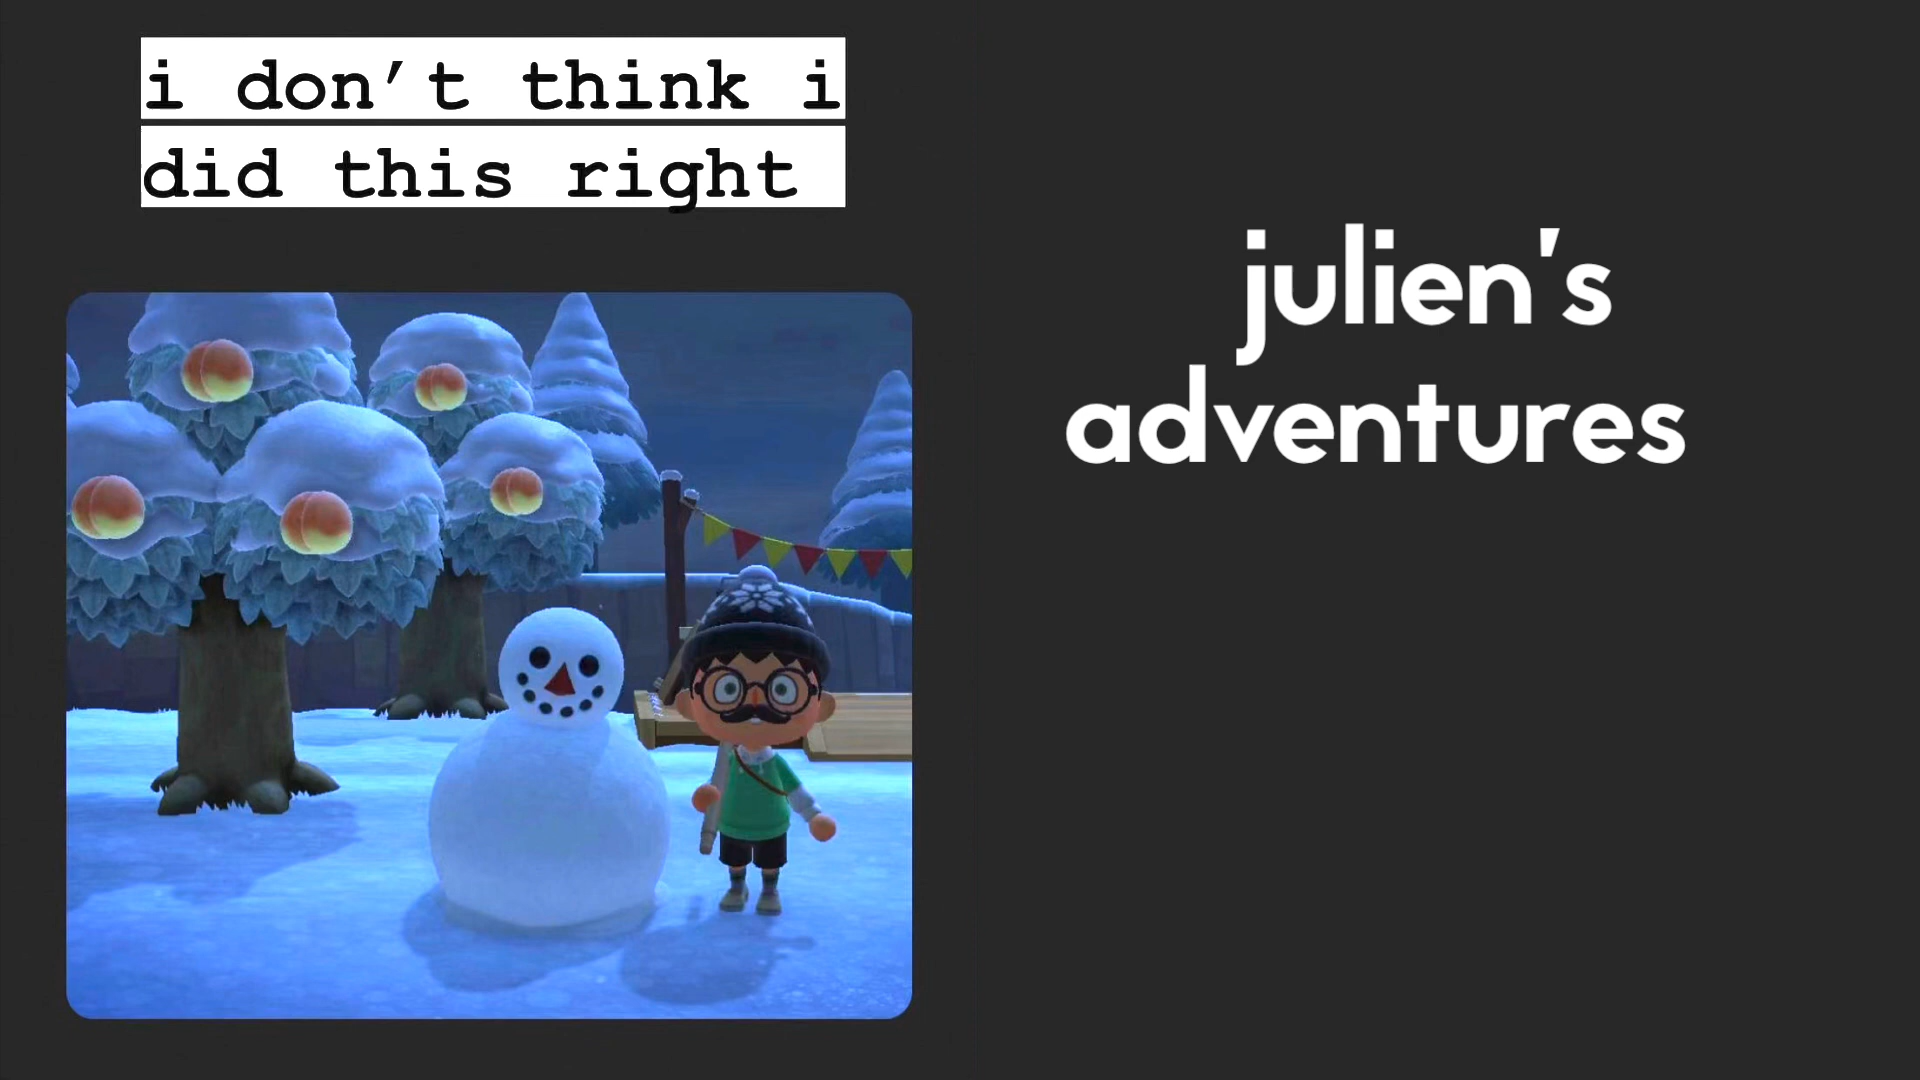 i don’t think i
did this right
julien's
adventures